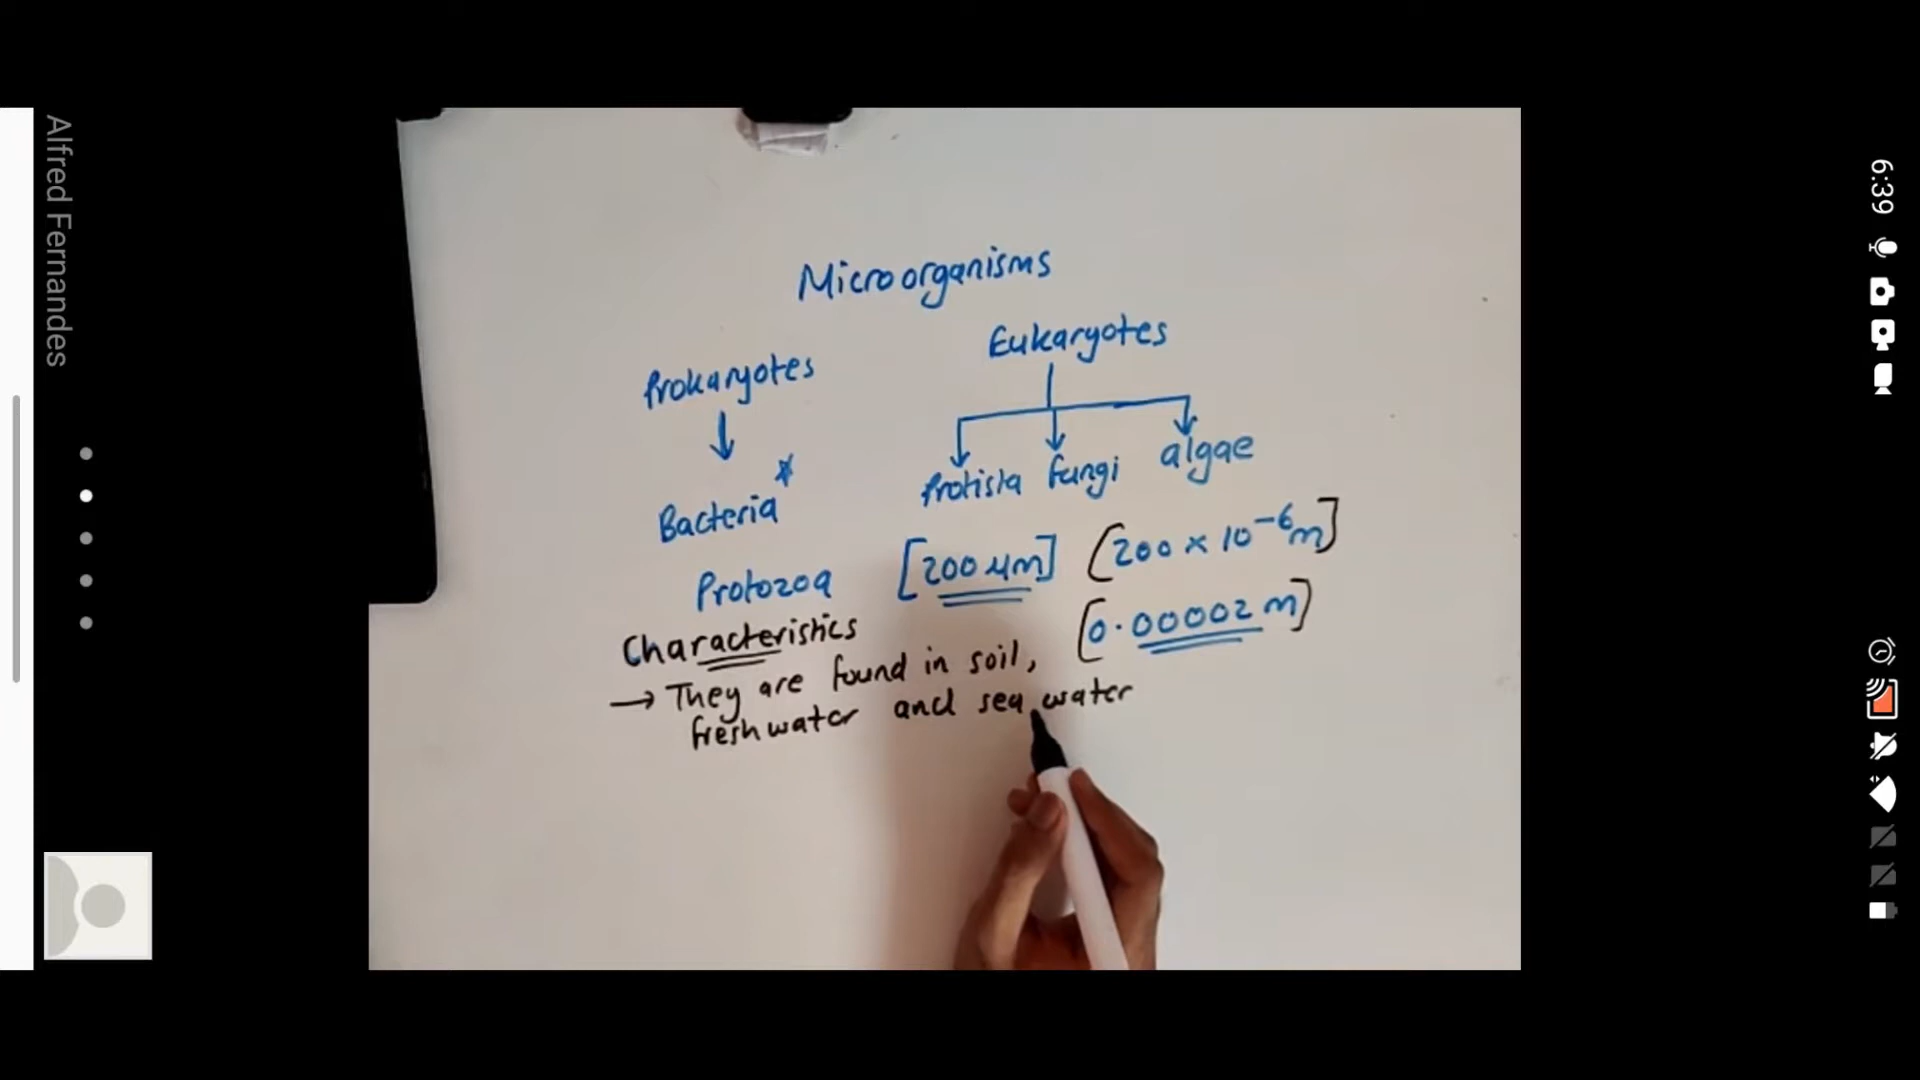 Alfred Fernandes
6:39
Microorganisms
Prokaryotes
Eukaryotes
Bacteria*
Protista fungi algae
Protozoa [200 μm] [200 × 10⁻⁶m]
[0.00002 m]
Characteristics
→ They are found in soil,
freshwater and sea water